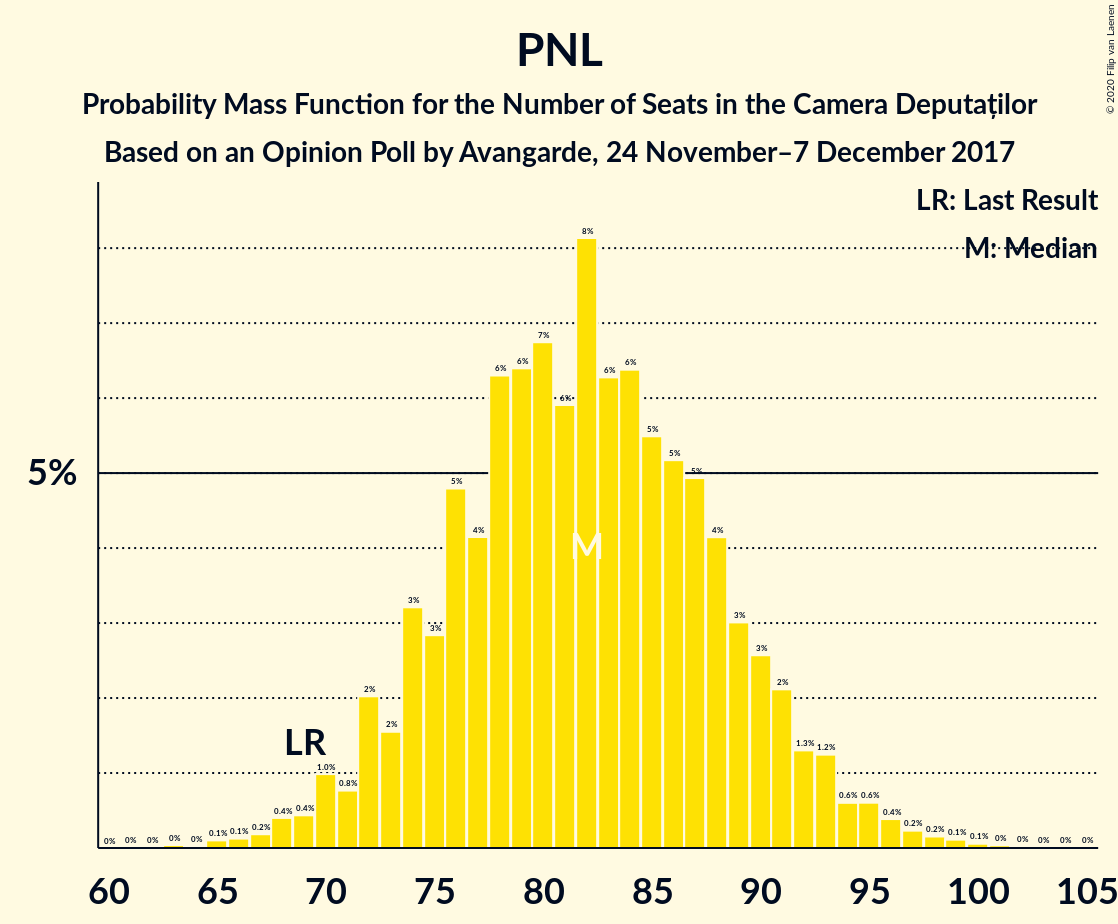 PNL
Probability Mass Function for the Number of Seats in the Camera Deputaților
Based on an Opinion Poll by Avangarde, 24 November–7 December 2017
© 2020 Filip van Laenen
LR: Last Result
M: Median
5%
LR
M
0% 0% 0% 0% 0% 0.1% 0.1% 0.2% 0.4% 0.4% 1.0% 0.8% 2% 2% 3% 3% 5% 4% 6% 6% 7% 6% 8% 6% 6% 5% 5% 5% 4% 3% 3% 2% 1.3% 1.2% 0.6% 0.6% 0.4% 0.2% 0.2% 0.1% 0.1% 0% 0% 0% 0% 0%
60 65 70 75 80 85 90 95 100 105